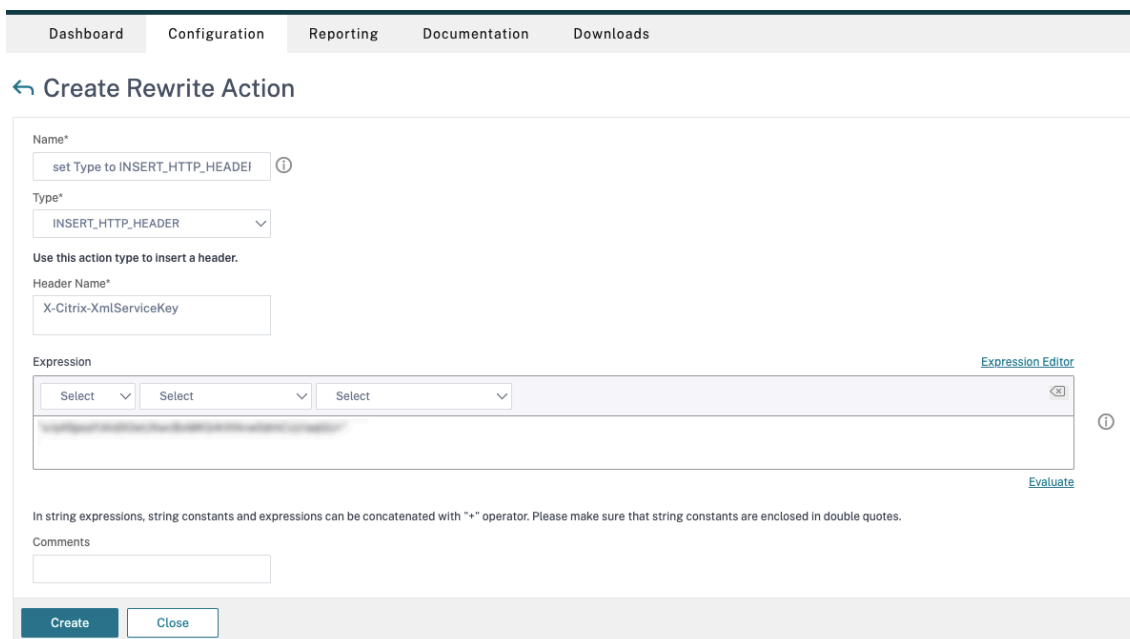 Dashboard Configuration Reporting Documentation Downloads
Create Rewrite Action
Name*
set Type to INSERT_HTTP_HEADE
Type*
INSERT_HTTP_HEADER
Use this action type to insert a header.
Header Name*
X-Citrix-XmlServiceKey
Expression Expression Editor
Select Select Select
Evaluate
In string expressions, string constants and expressions can be concatenated with "+" operator. Please make sure that string constants are enclosed in double quotes.
Comments
Create Close